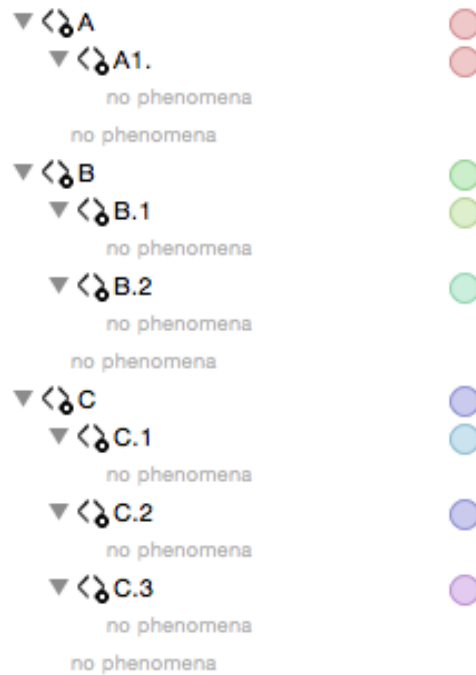 A
A1.
no phenomena
no phenomena
B
B.1
no phenomena
B.2
no phenomena
no phenomena
C
C.1
no phenomena
C.2
no phenomena
C.3
no phenomena
no phenomena